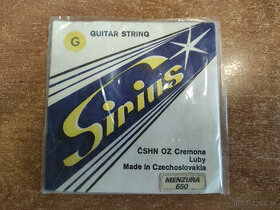 G
GUITAR STRING
Sirius
ČSHN OZ Cremona
Luby
Made in Czechoslovakia
MENZURA
650